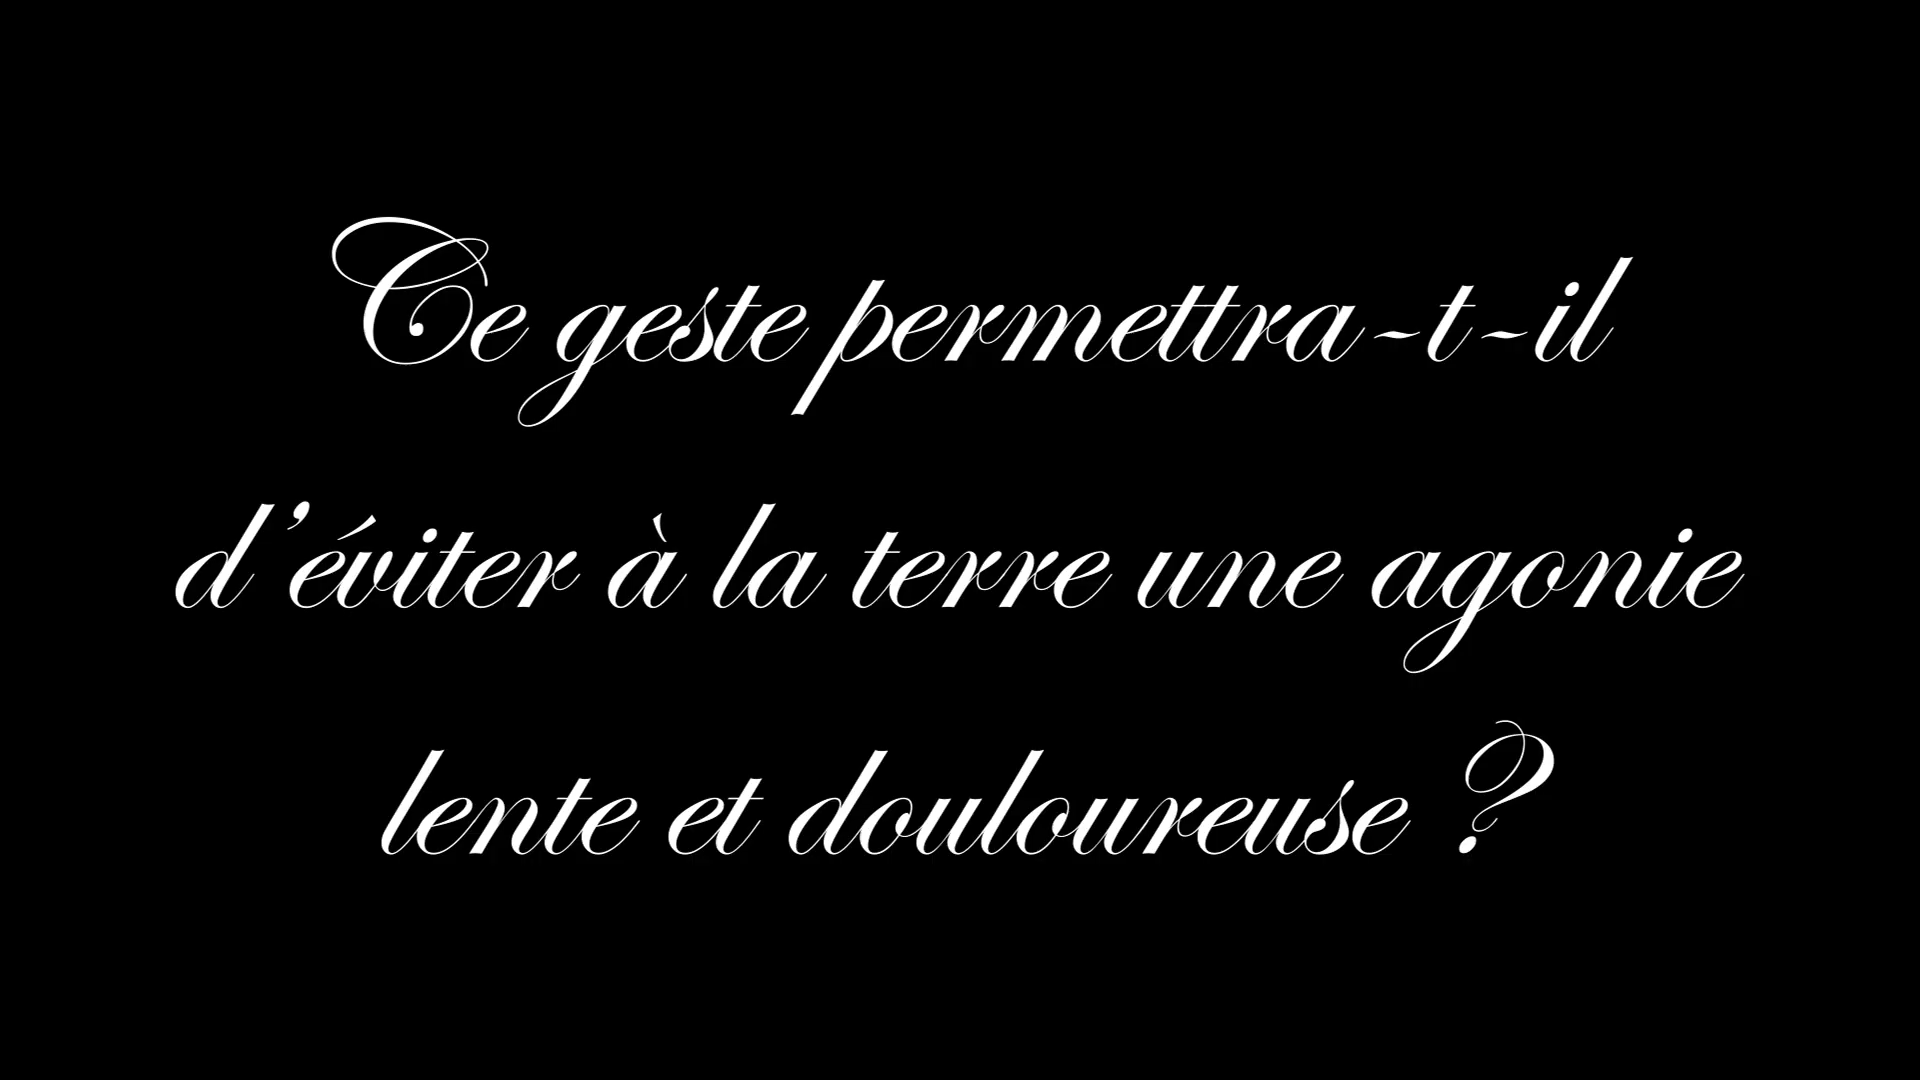 Ce geste permettra-t-il
d’éviter à la terre une agonie
lente et douloureuse ?